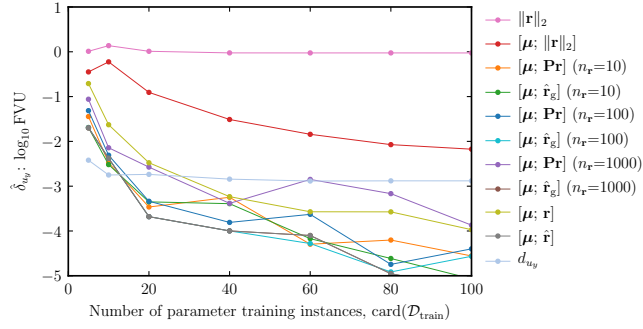 1
0
−1
−2
−3
−4
−5
0
20
40
60
80
100
δ̂_{u_y}: log₁₀ FVU
Number of parameter training instances, card(𝒟_train)
‖r‖₂
[μ; ‖r‖₂]
[μ; Pr] (n_r=10)
[μ; r̂_g] (n_r=10)
[μ; Pr] (n_r=100)
[μ; r̂_g] (n_r=100)
[μ; Pr] (n_r=1000)
[μ; r̂_g] (n_r=1000)
[μ; r]
[μ; r̂]
d_{u_y}